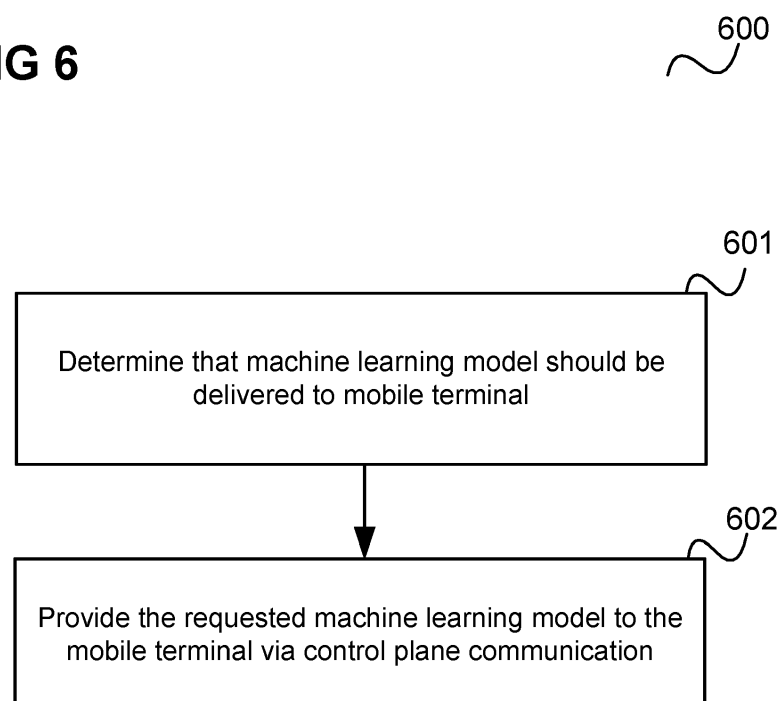 G 6
600
601
Determine that machine learning model should be
delivered to mobile terminal
602
Provide the requested machine learning model to the
mobile terminal via control plane communication